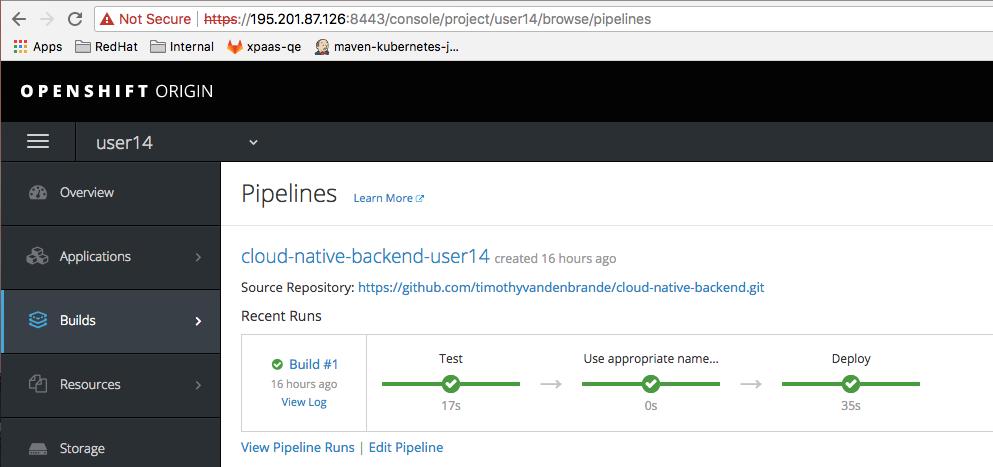 Not Secure https://195.201.87.126:8443/console/project/user14/browse/pipelines
Apps RedHat Internal xpaas-qe maven-kubernetes-j...
OPENSHIFT ORIGIN
user14
Overview
Applications
Builds
Resources
Storage
Pipelines Learn More
cloud-native-backend-user14 created 16 hours ago
Source Repository: https://github.com/timothyvandenbrande/cloud-native-backend.git
Recent Runs
Build #1
16 hours ago
View Log
Test
17s
Use appropriate name...
0s
Deploy
35s
View Pipeline Runs | Edit Pipeline